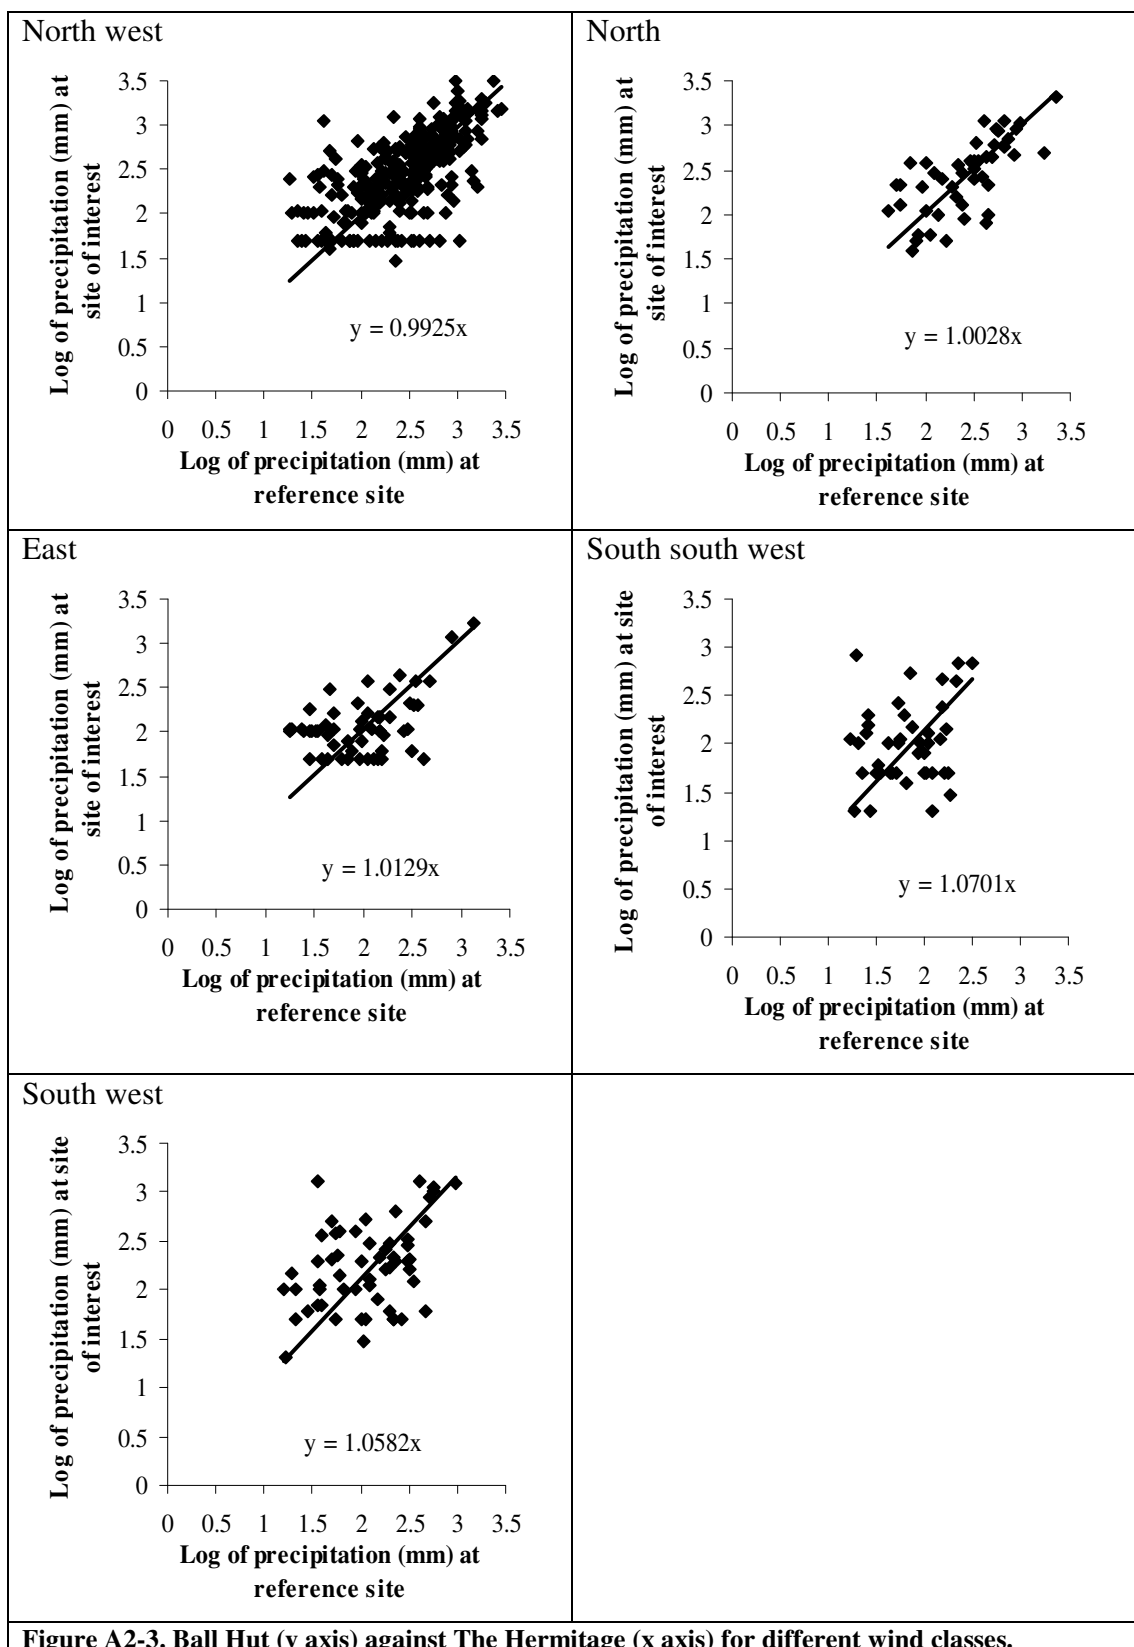 North west
Log of precipitation (mm) at
site of interest
3.5
3
2.5
2
1.5
1
0.5
0
y = 0.9925x
0 0.5 1 1.5 2 2.5 3 3.5
Log of precipitation (mm) at
reference site
North
Log of precipitation (mm) at
site of interest
3.5
3
2.5
2
1.5
1
0.5
0
y = 1.0028x
0 0.5 1 1.5 2 2.5 3 3.5
Log of precipitation (mm) at
reference site
East
Log of precipitation (mm) at
site of interest
3.5
3
2.5
2
1.5
1
0.5
0
y = 1.0129x
0 0.5 1 1.5 2 2.5 3 3.5
Log of precipitation (mm) at
reference site
South south west
Log of precipitation (mm) at site
of interest
3.5
3
2.5
2
1.5
1
0.5
0
y = 1.0701x
0 0.5 1 1.5 2 2.5 3 3.5
Log of precipitation (mm) at
reference site
South west
Log of precipitation (mm) at site
of interest
3.5
3
2.5
2
1.5
1
0.5
0
y = 1.0582x
0 0.5 1 1.5 2 2.5 3 3.5
Log of precipitation (mm) at
reference site
Figure A2-3. Ball Hut (y axis) against The Hermitage (x axis) for different wind classes.